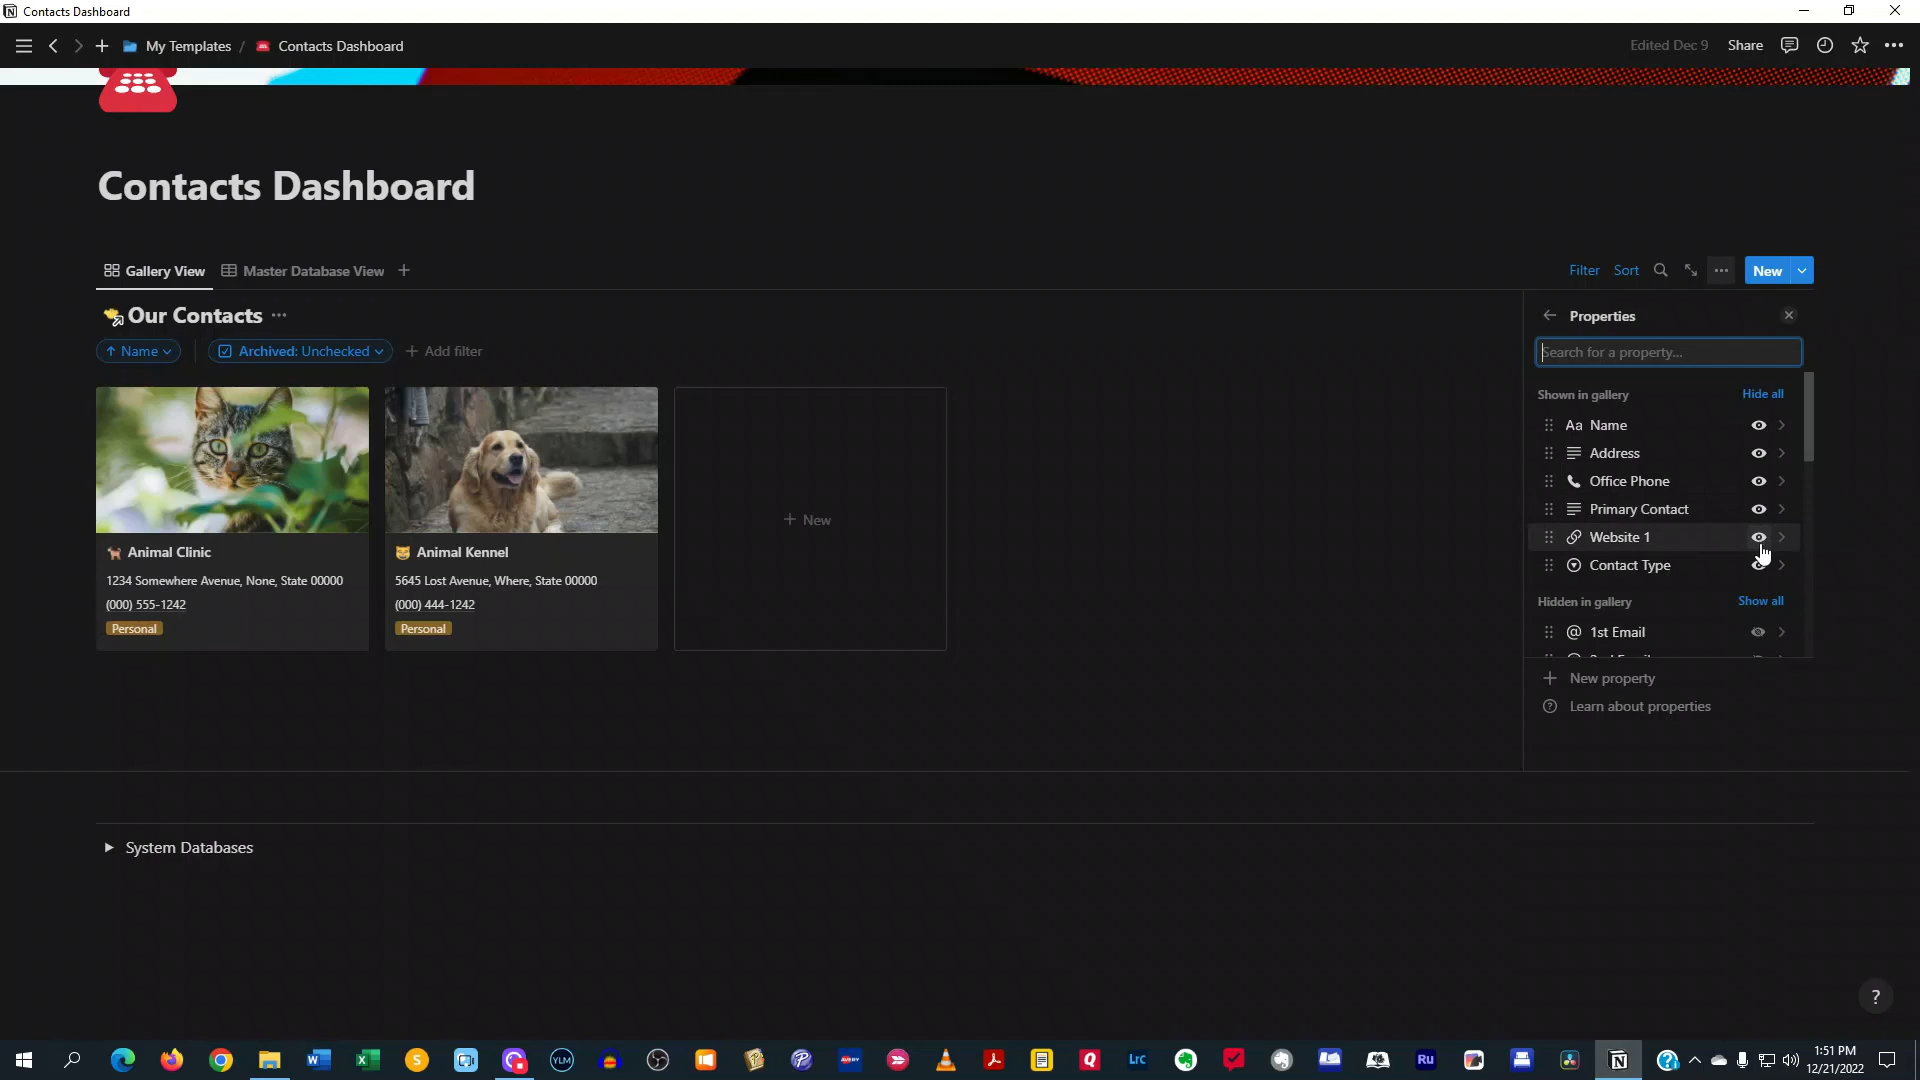 Contacts Dashboard
My Templates / Contacts Dashboard
Edited Dec 9 Share
Contacts Dashboard
Gallery View Master Database View
Filter Sort New
Our Contacts
Name Archived: Unchecked Add filter
Animal Clinic
1234 Somewhere Avenue, None, State 00000
(000) 555-1242
Personal
Animal Kennel
5645 Lost Avenue, Where, State 00000
(000) 444-1242
Personal
+ New
Properties
Search for a property...
Shown in gallery Hide all
Aa Name
Address
Office Phone
Primary Contact
Website 1
Contact Type
Hidden in gallery Show all
@ 1st Email
+ New property
Learn about properties
System Databases
?
YLM
AVERY
Lrc
Ru
1:51 PM
12/21/2022